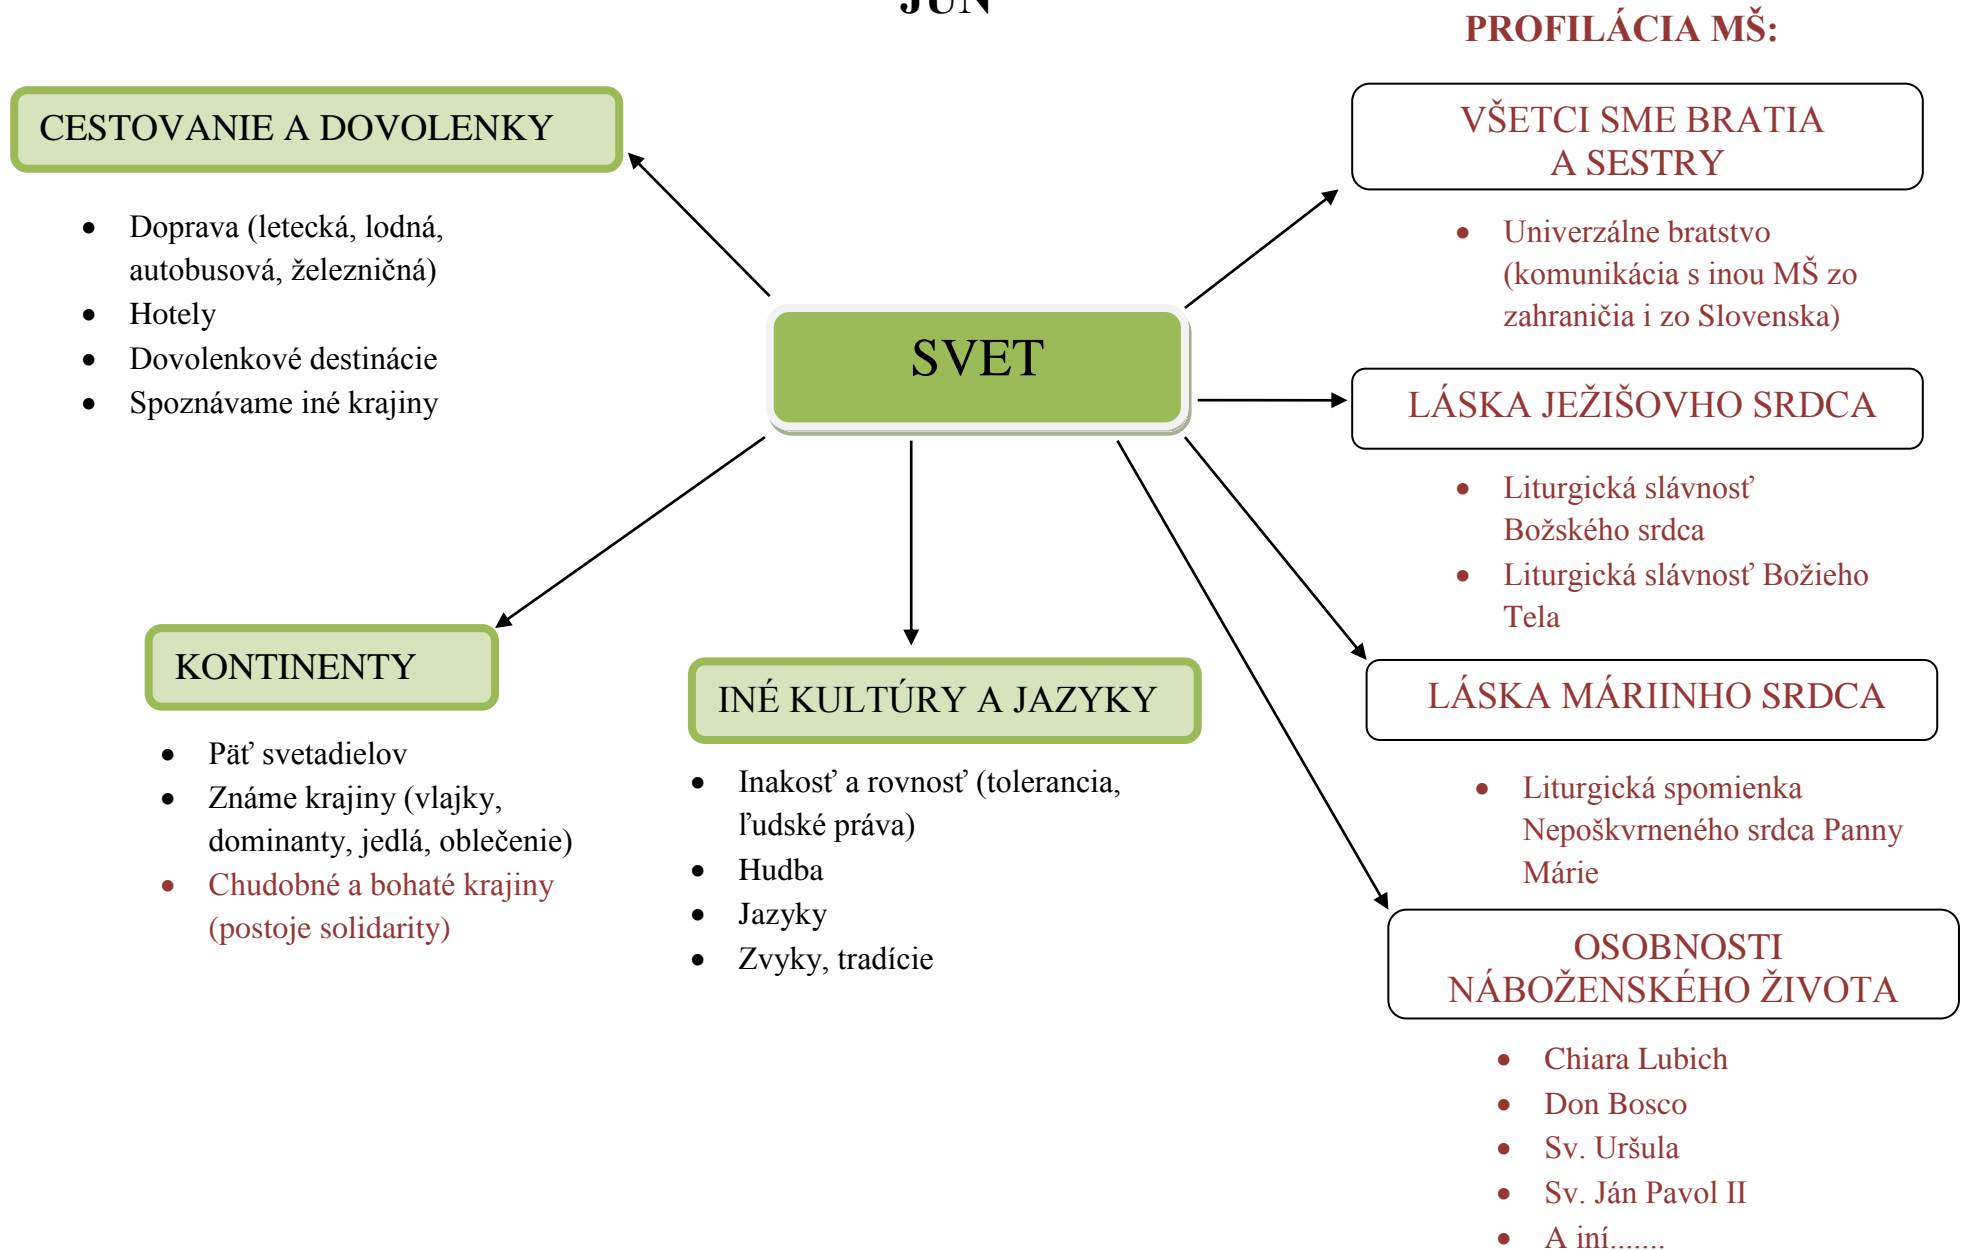 JÚN
PROFILÁCIA MŠ:
CESTOVANIE A DOVOLENKY
• Doprava (letecká, lodná,
autobusová, železničná)
• Hotely
• Dovolenkové destinácie
• Spoznávame iné krajiny
SVET
KONTINENTY
• Päť svetadielov
• Známe krajiny (vlajky,
dominanty, jedlá, oblečenie)
• Chudobné a bohaté krajiny
(postoje solidarity)
INÉ KULTÚRY A JAZYKY
• Inakosť a rovnosť (tolerancia,
ľudské práva)
• Hudba
• Jazyky
• Zvyky, tradície
VŠETCI SME BRATIA
A SESTRY
• Univerzálne bratstvo
(komunikácia s inou MŠ zo
zahraničia i zo Slovenska)
LÁSKA JEŽIŠOVHO SRDCA
• Liturgická slávnosť
Božského srdca
• Liturgická slávnosť Božieho
Tela
LÁSKA MÁRIINHO SRDCA
• Liturgická spomienka
Nepoškvrneného srdca Panny
Márie
OSOBNOSTI
NÁBOŽENSKÉHO ŽIVOTA
• Chiara Lubich
• Don Bosco
• Sv. Uršula
• Sv. Ján Pavol II
• A iní.......